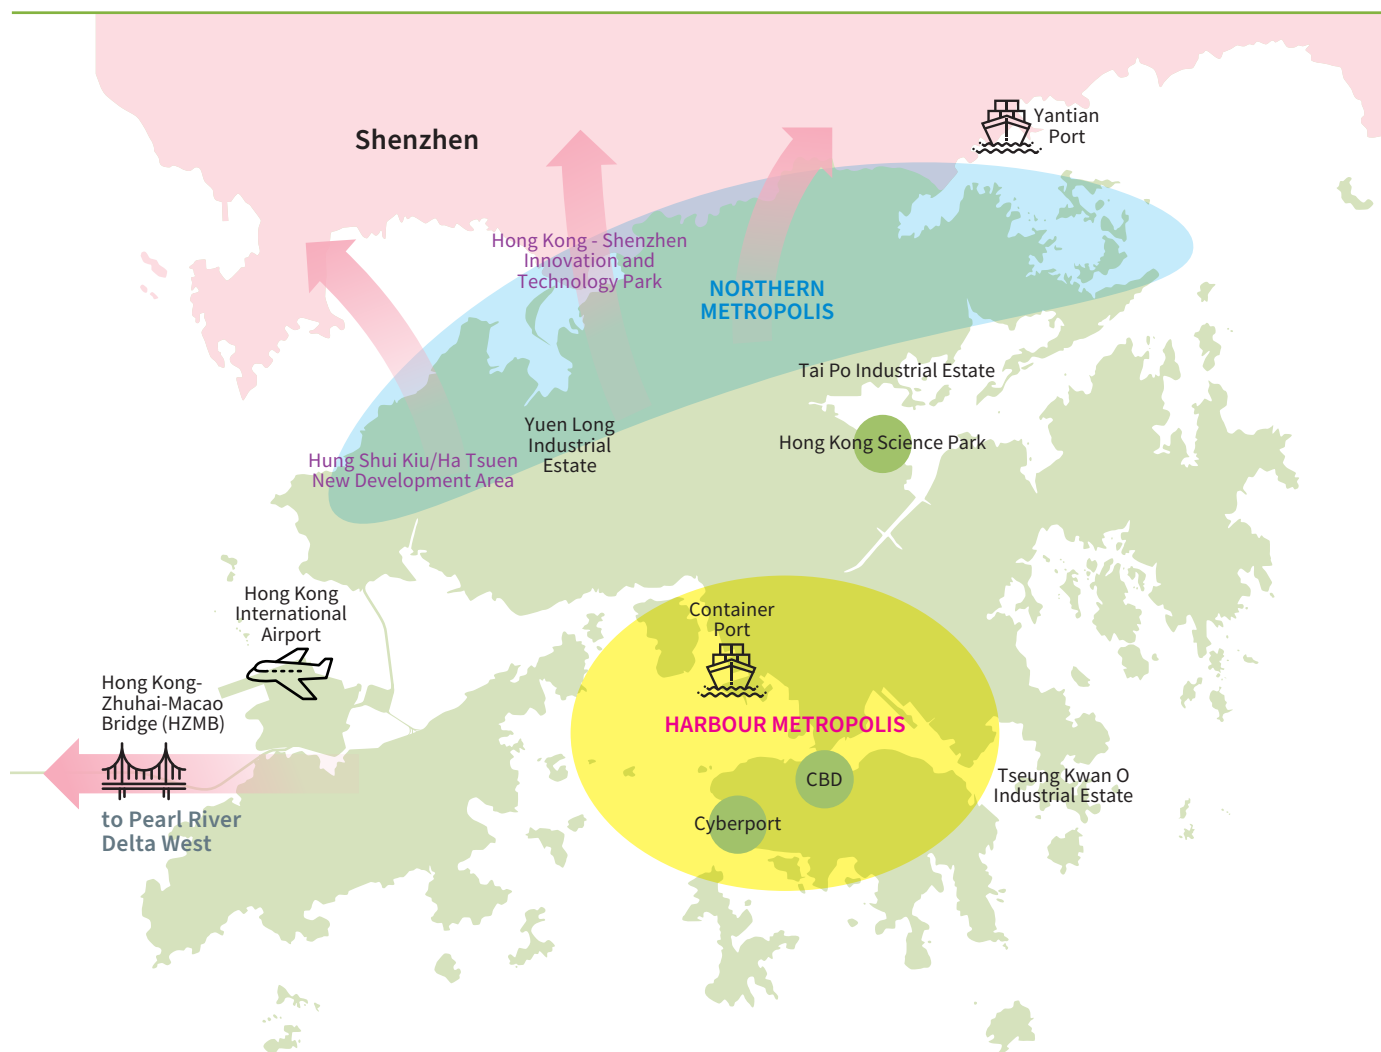 Shenzhen
Yantian
Port
Hong Kong - Shenzhen
Innovation and
Technology Park
NORTHERN
METROPOLIS
Tai Po Industrial Estate
Yuen Long
Industrial
Estate
Hong Kong Science Park
Hung Shui Kiu/Ha Tsuen
New Development Area
Hong Kong
International
Airport
Container
Port
Hong Kong-
Zhuhai-Macao
Bridge (HZMB)
HARBOUR METROPOLIS
CBD
Tseung Kwan O
Industrial Estate
to Pearl River
Delta West
Cyberport